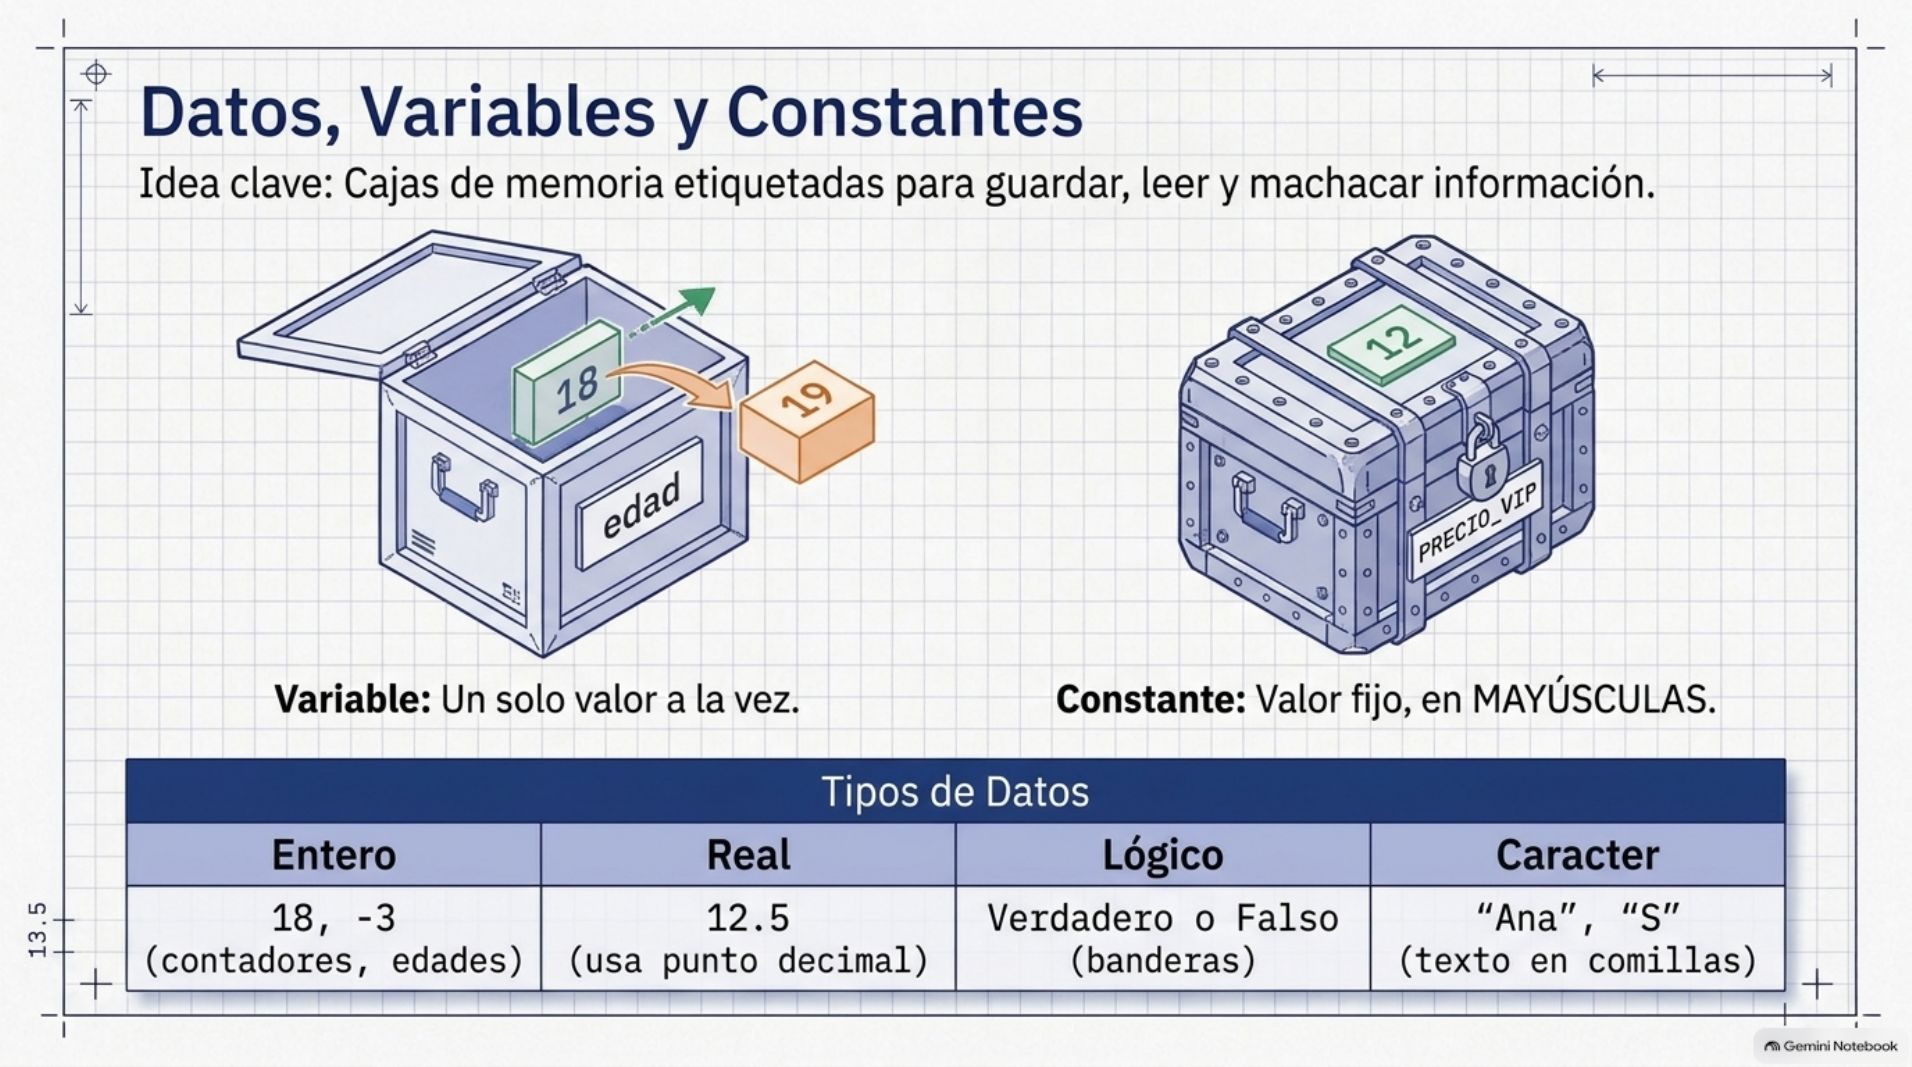 Datos, Variables y Constantes
Idea clave: Cajas de memoria etiquetadas para guardar, leer y machacar información.
18
19
edad
12
PRECIO_VIP
Variable: Un solo valor a la vez.
Constante: Valor fijo, en MAYÚSCULAS.
Tipos de Datos
Entero
Real
Lógico
Caracter
18, -3
(contadores, edades)
12.5
(usa punto decimal)
Verdadero o Falso
(banderas)
“Ana”, “S”
(texto en comillas)
13.5
Gemini Notebook